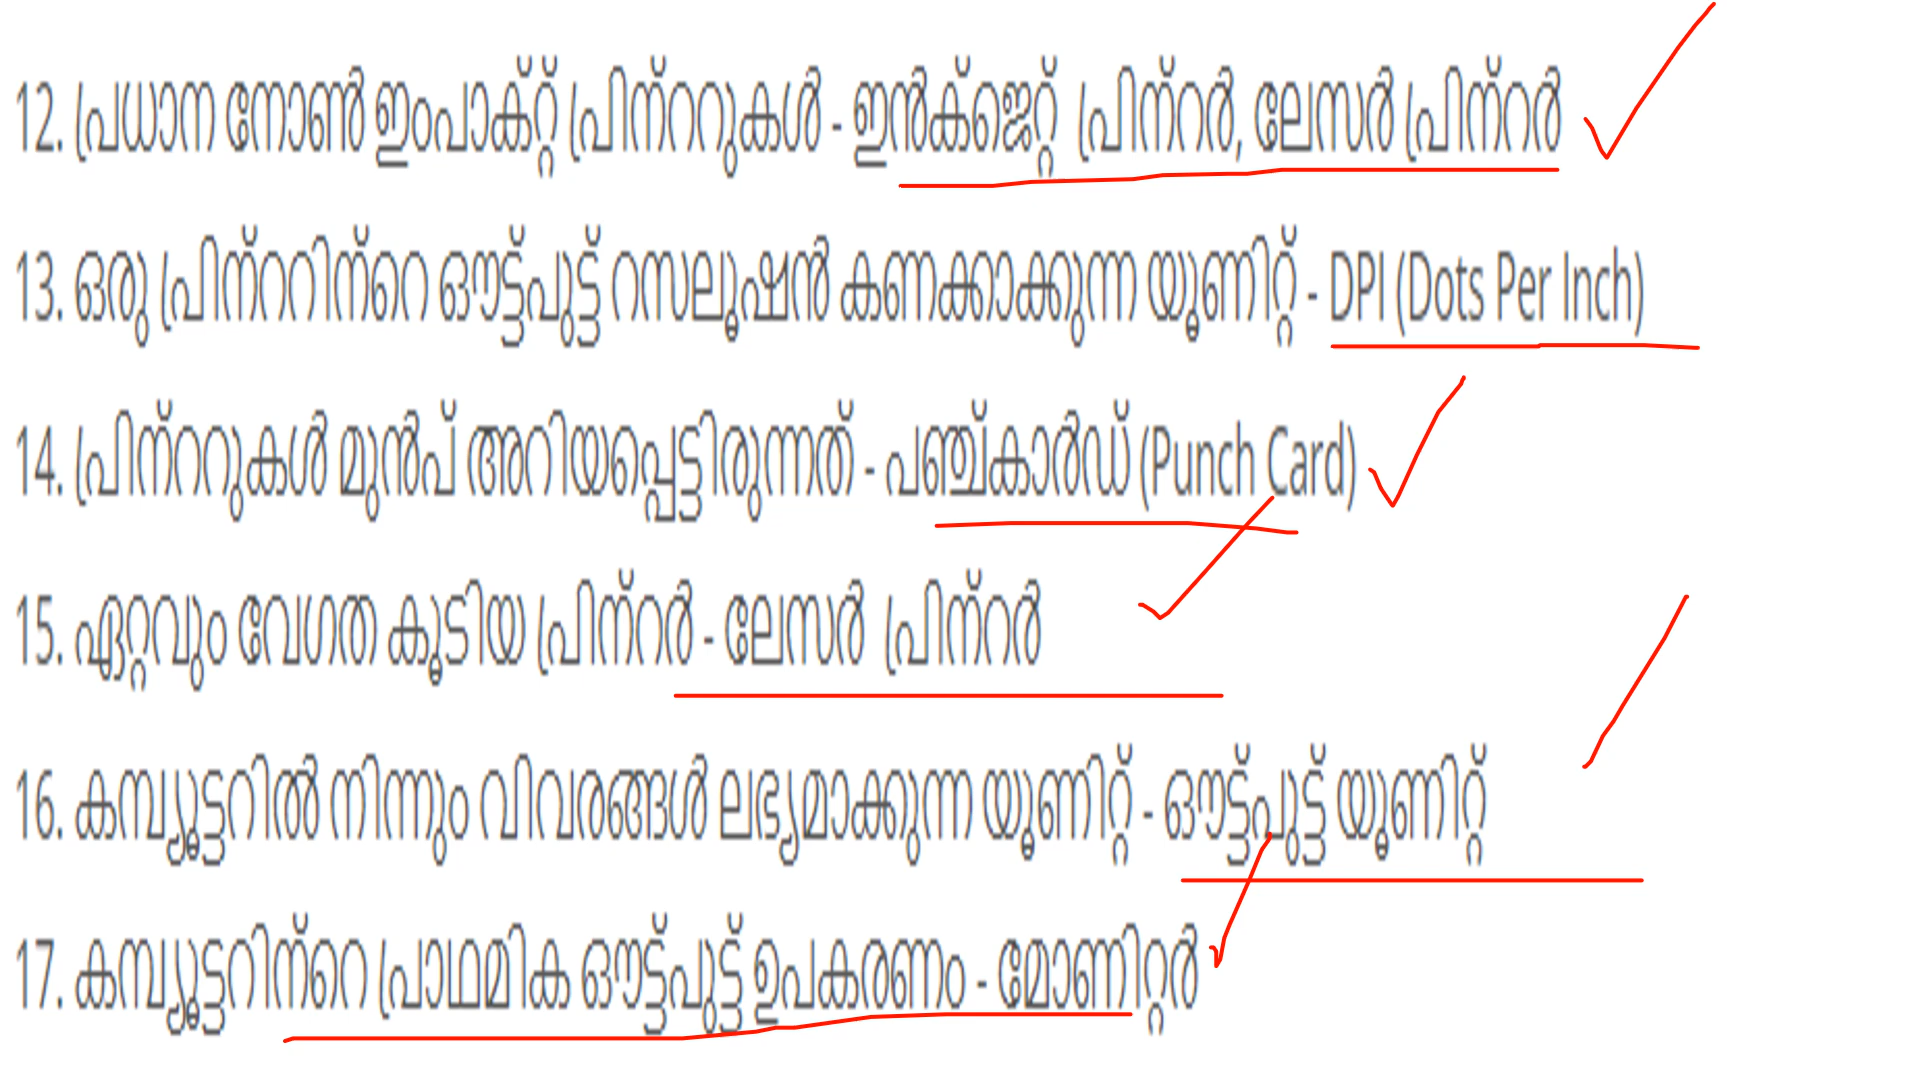 12. പ്രധാന നോൺ ഇംപാക്റ്റ് പ്രിന്ററുകൾ - ഇൻക്ജെറ്റ് പ്രിന്റർ, ലേസർ പ്രിന്റർ
13. ഒരു പ്രിന്ററിന്റെ ഔട്ട്പുട്ട് റസലൂഷൻ കണക്കാക്കുന്ന യൂണിറ്റ് - DPI (Dots Per Inch)
14. പ്രിന്ററുകൾ മുൻപ് അറിയപ്പെട്ടിരുന്നത് - പഞ്ച്കാർഡ് (Punch Card)
15. ഏറ്റവും വേഗത കൂടിയ പ്രിന്റർ - ലേസർ പ്രിന്റർ
16. കമ്പ്യൂട്ടറിൽ നിന്നും വിവരങ്ങൾ ലഭ്യമാക്കുന്ന യൂണിറ്റ് - ഔട്ട്പുട്ട് യൂണിറ്റ്
17. കമ്പ്യൂട്ടറിന്റെ പ്രാഥമിക ഔട്ട്പുട്ട് ഉപകരണം - മോണിറ്റർ